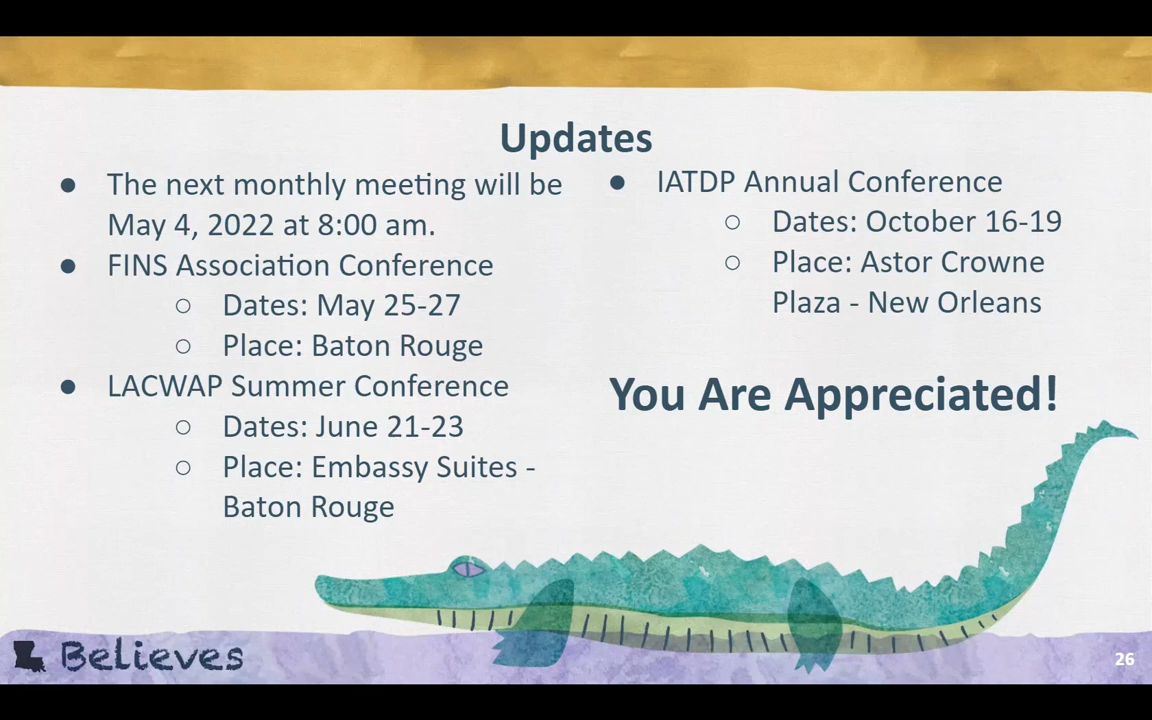 Updates
● The next monthly meeting will be
May 4, 2022 at 8:00 am.
● FINS Association Conference
○ Dates: May 25-27
○ Place: Baton Rouge
● LACWAP Summer Conference
○ Dates: June 21-23
○ Place: Embassy Suites -
Baton Rouge
● IATDP Annual Conference
○ Dates: October 16-19
○ Place: Astor Crowne
Plaza - New Orleans
You Are Appreciated!
Believes
26